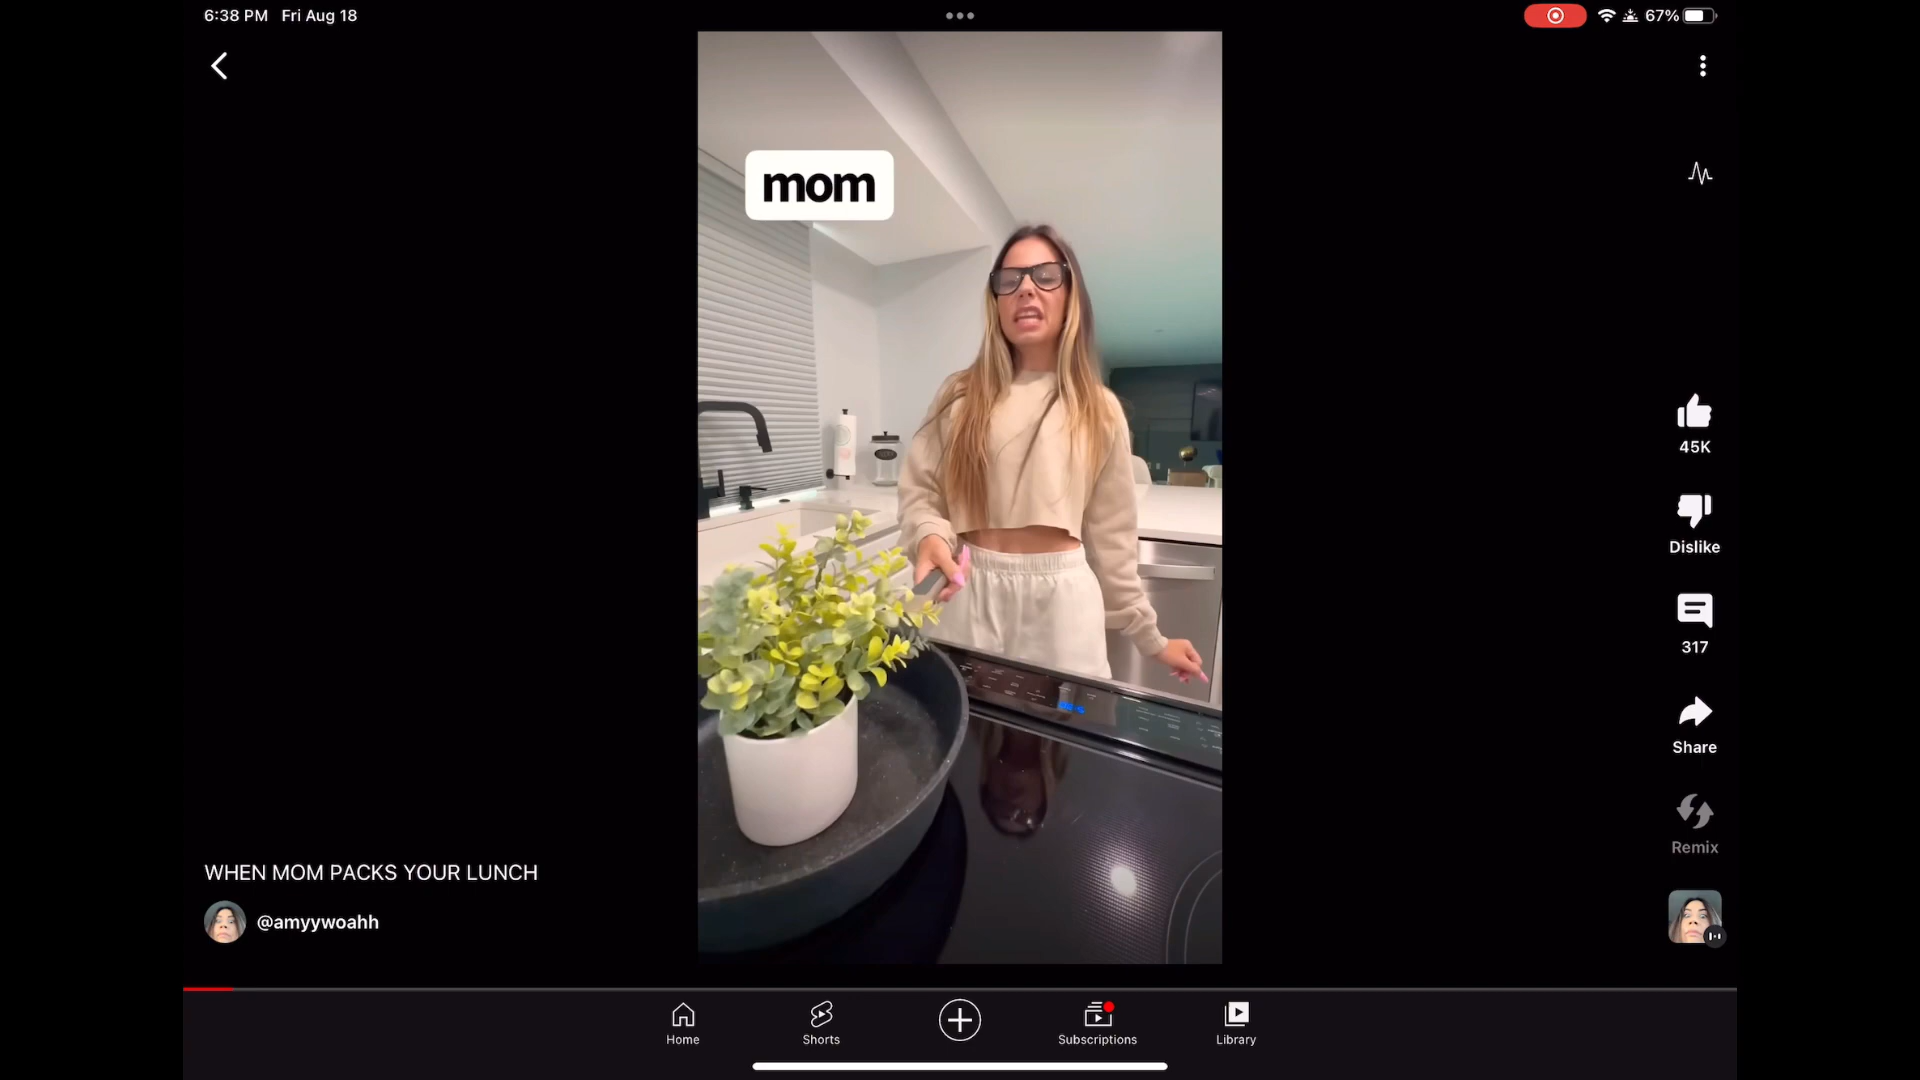 6:38 PM Fri Aug 18
67%
mom
45K
Dislike
317
Share
Remix
WHEN MOM PACKS YOUR LUNCH
@amyywoahh
Home
Shorts
Subscriptions
Library